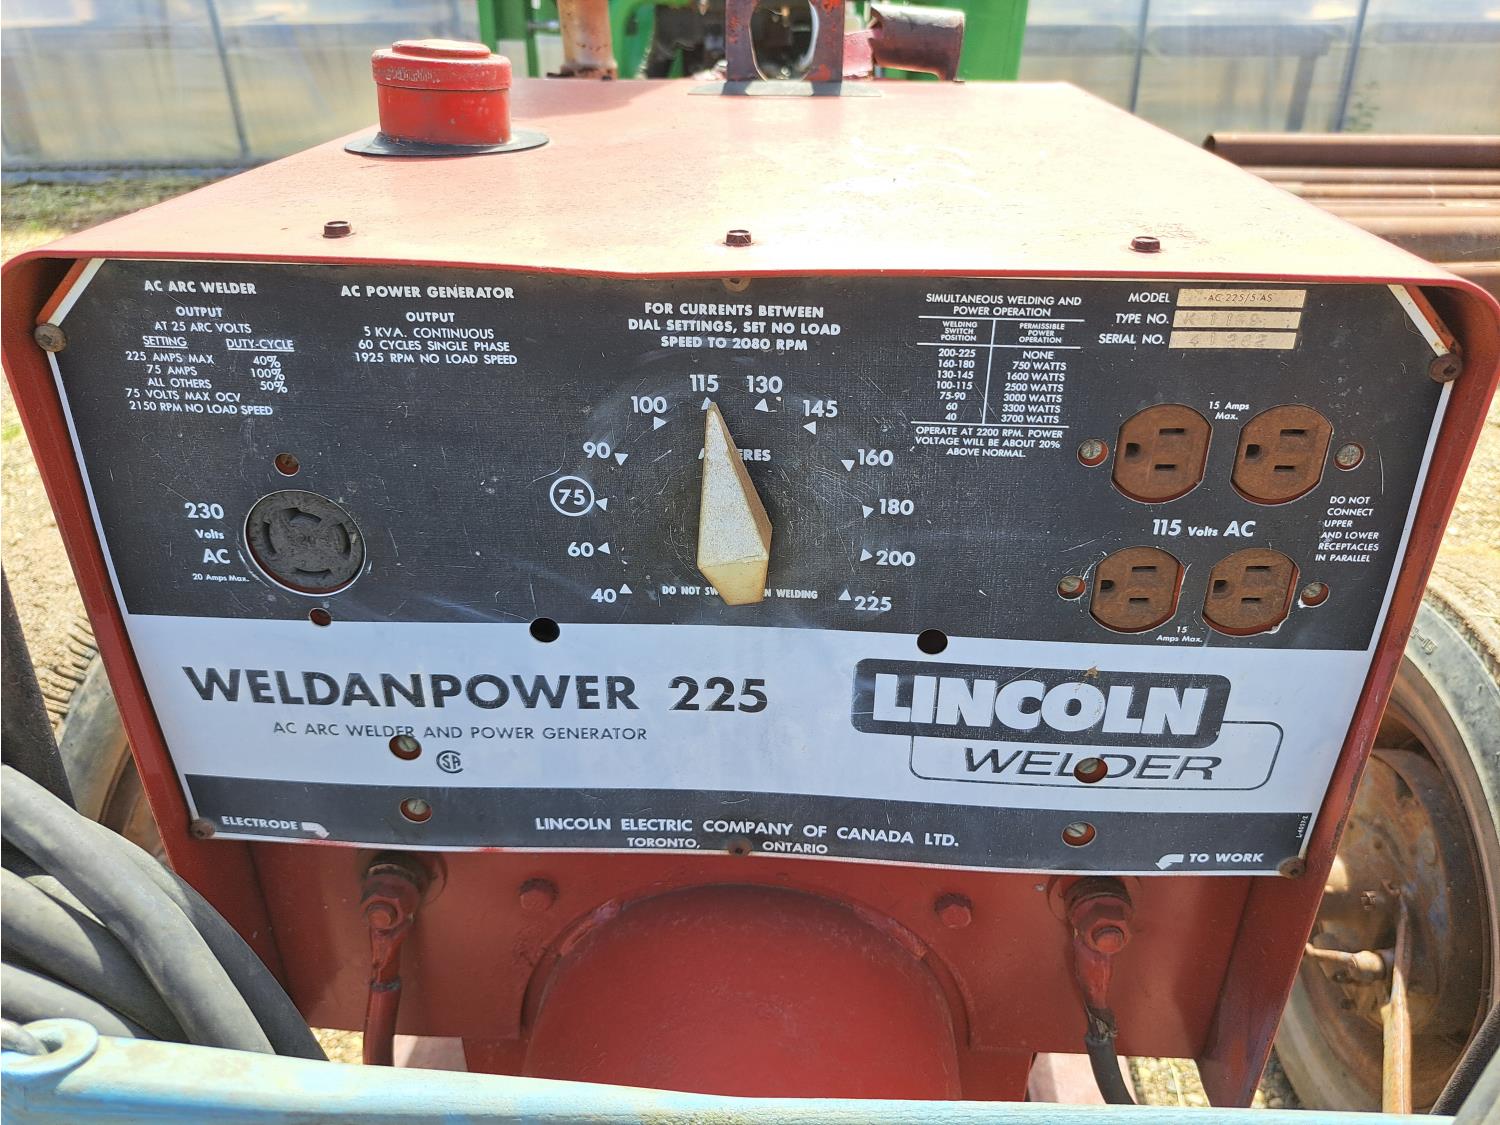 AC ARC WELDER
OUTPUT
AT 25 ARC VOLTS
SETTING DUTY-CYCLE
225 AMPS MAX 40%
75 AMPS 100%
ALL OTHERS 50%
75 VOLTS MAX OCV
2150 RPM NO LOAD SPEED
AC POWER GENERATOR
OUTPUT
5 KVA. CONTINUOUS
60 CYCLES SINGLE PHASE
1925 RPM NO LOAD SPEED
FOR CURRENTS BETWEEN
DIAL SETTINGS, SET NO LOAD
SPEED TO 2080 RPM
SIMULTANEOUS WELDING AND
POWER OPERATION
WELDING SWITCH POSITION PERMISSIBLE POWER OPERATION
200-225 NONE
160-180 750 WATTS
130-145 1600 WATTS
100-115 2500 WATTS
75-90 3000 WATTS
60 3300 WATTS
40 3700 WATTS
OPERATE AT 2200 RPM. POWER
VOLTAGE WILL BE ABOUT 20%
ABOVE NORMAL.
MODEL AC-225/5-AS
TYPE NO.
SERIAL NO.
40
60
75
90
100
115
130
145
160
180
200
225
230
Volts
AC
20 Amps Max.
15 Amps
Max.
115 Volts AC
15
Amps Max.
DO NOT
CONNECT
UPPER
AND LOWER
RECEPTACLES
IN PARALLEL
DO NOT WELDING
WELDANPOWER 225
AC ARC WELDER AND POWER GENERATOR
LINCOLN
WELDER
ELECTRODE
LINCOLN ELECTRIC COMPANY OF CANADA LTD.
TORONTO, ONTARIO
TO WORK